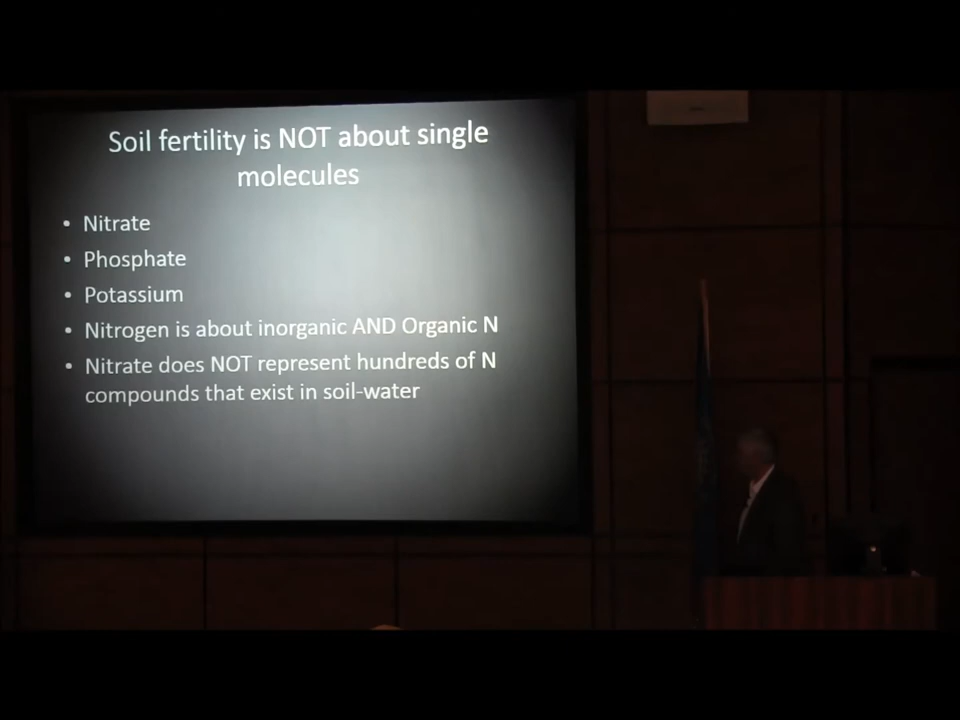 Soil fertility is NOT about single
molecules
• Nitrate
• Phosphate
• Potassium
• Nitrogen is about inorganic AND Organic N
• Nitrate does NOT represent hundreds of N
compounds that exist in soil-water